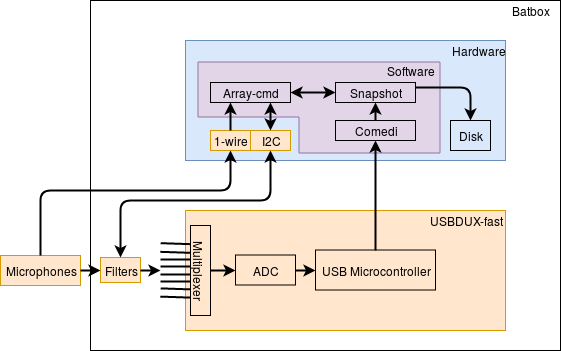 Batbox
Hardware
Software
Array-cmd
Snapshot
Comedi
1-wire
I2C
Disk
USBDUX-fast
Microphones
Filters
Multiplexer
ADC
USB Microcontroller